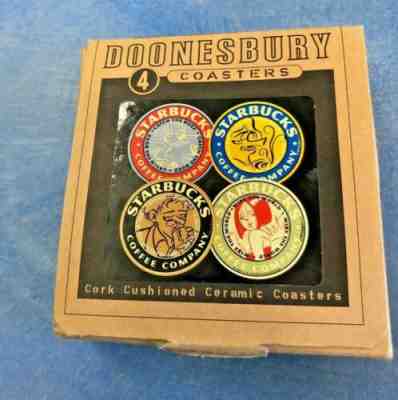 DOONESBURY
4 COASTERS
STARBUCKS
COFFEE COMPANY
STARBUCKS
COFFEE COMPANY
STARBUCKS
COFFEE COMPANY
STARBUCKS
COFFEE COMPANY
Cork Cushioned Ceramic Coasters